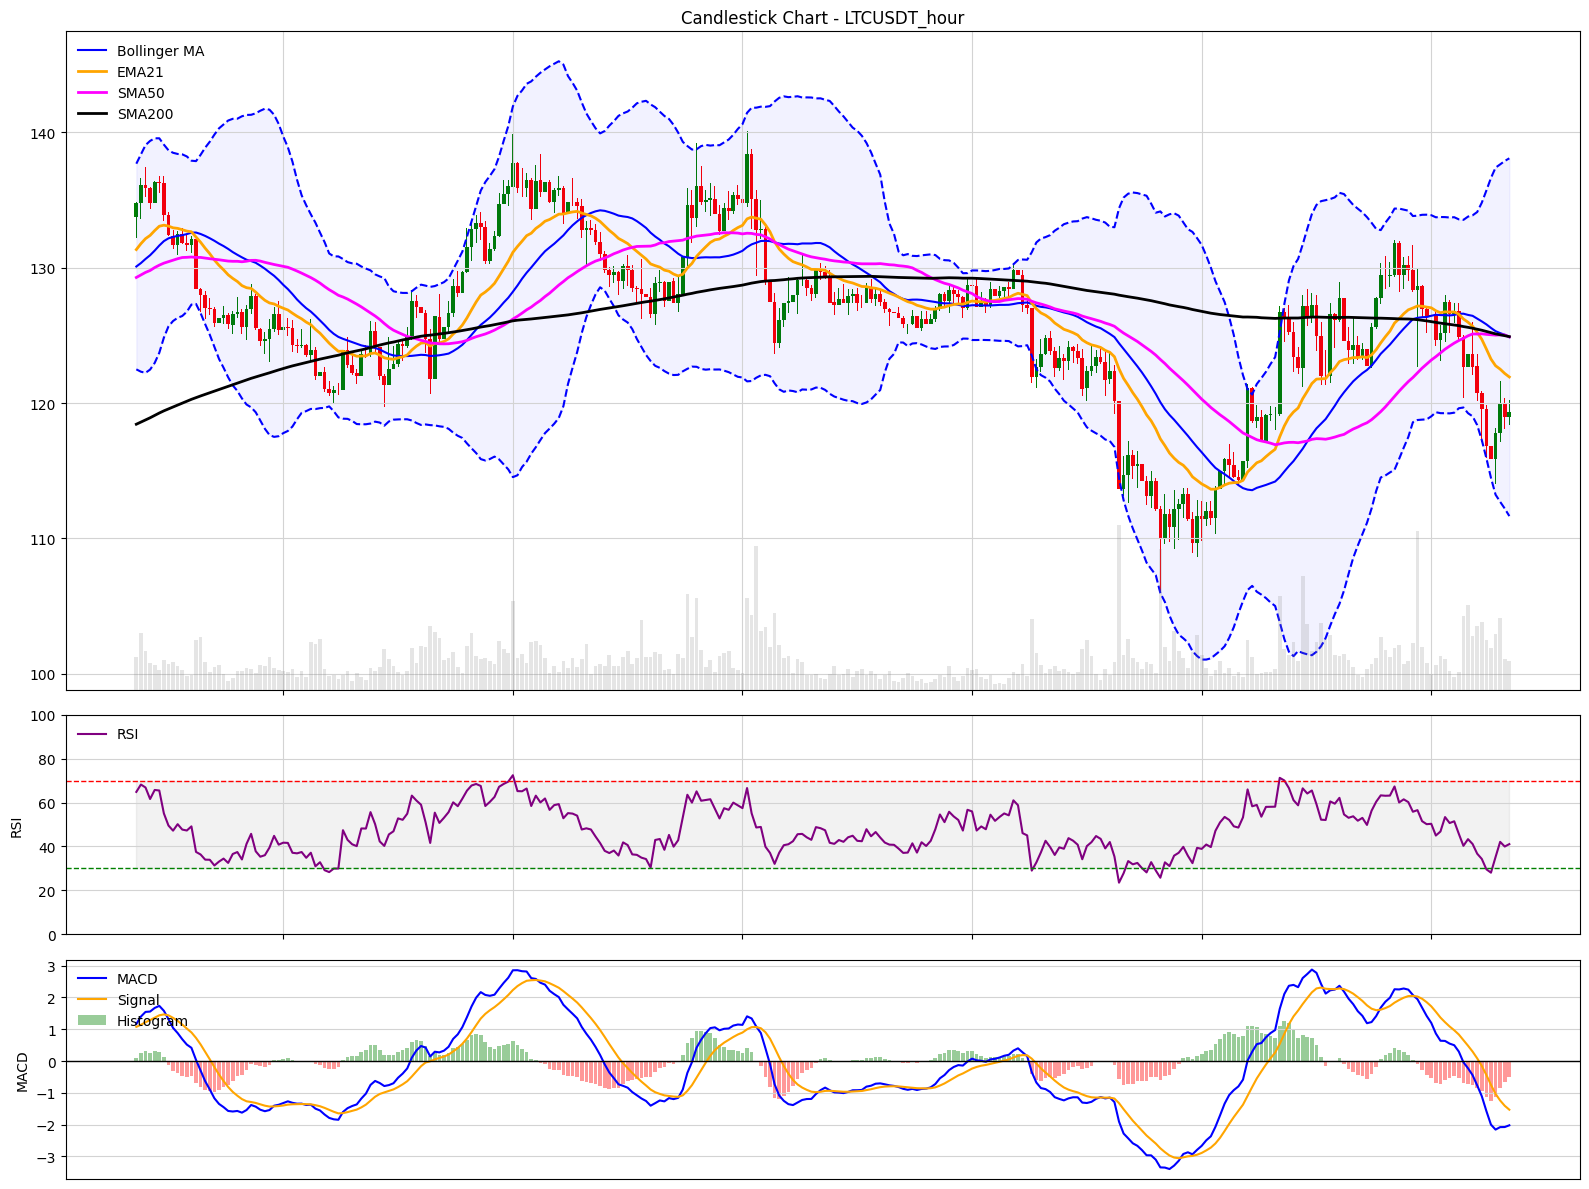 Candlestick Chart - LTCUSDT_hour
Bollinger MA
EMA21
SMA50
SMA200
140
130
120
110
100
RSI
100
80
60
40
20
0
RSI
MACD
Signal
Histogram
3
2
1
0
−1
−2
−3
MACD